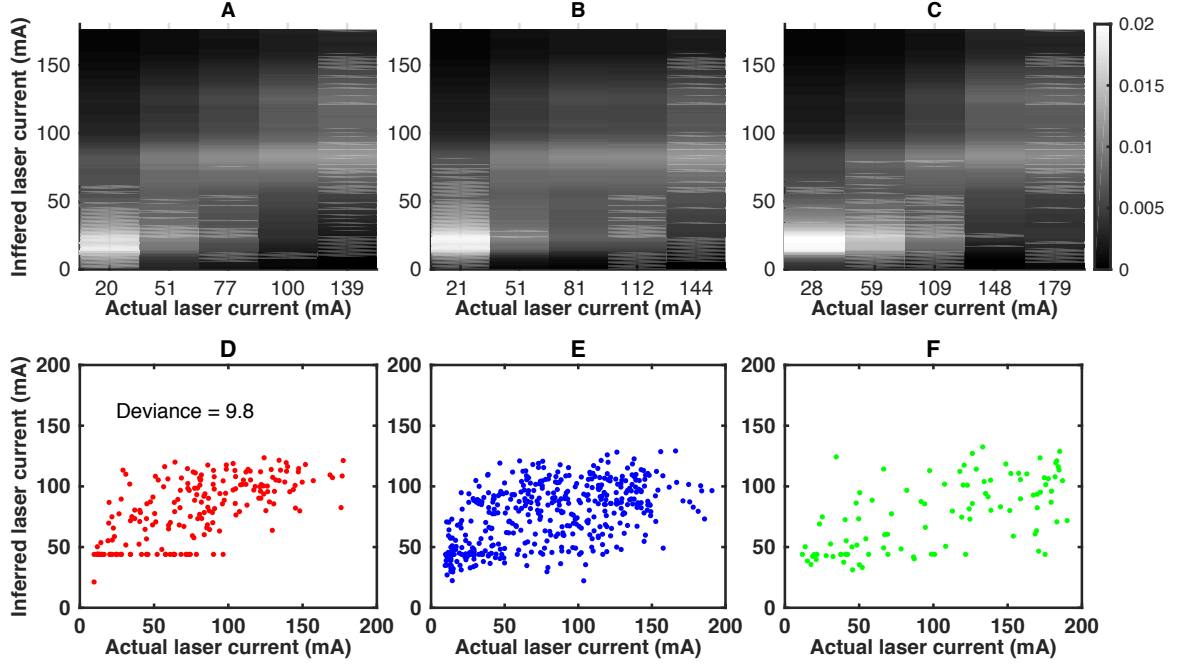 A B C
Inffered laser current (mA)
150 150 150 0.02
100 100 100 0.015
50 50 50 0.01
0 0 0 0.005
0
20 51 77 100 139 21 51 81 112 144 28 59 109 148 179
Actual laser current (mA) Actual laser current (mA) Actual laser current (mA)
D E F
Inferred laser current (mA)
200 200 200
Deviance = 9.8
150 150 150
100 100 100
50 50 50
0 0 0
0 50 100 150 200 0 50 100 150 200 0 50 100 150 200
Actual laser current (mA) Actual laser current (mA) Actual laser current (mA)